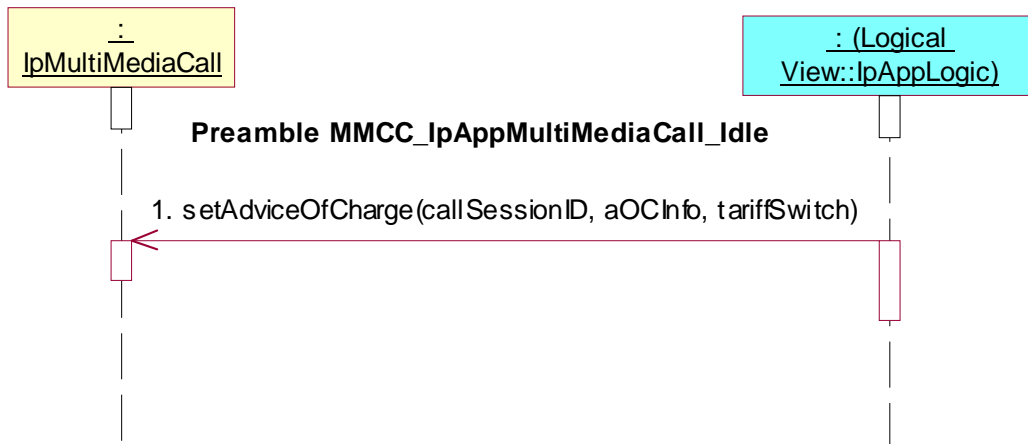 :
IpMultiMediaCall
: (Logical
View::IpAppLogic)
Preamble MMCC_IpAppMultiMediaCall_Idle
1. setAdviceOfCharge(callSessionID, aOCInfo, tariffSwitch)